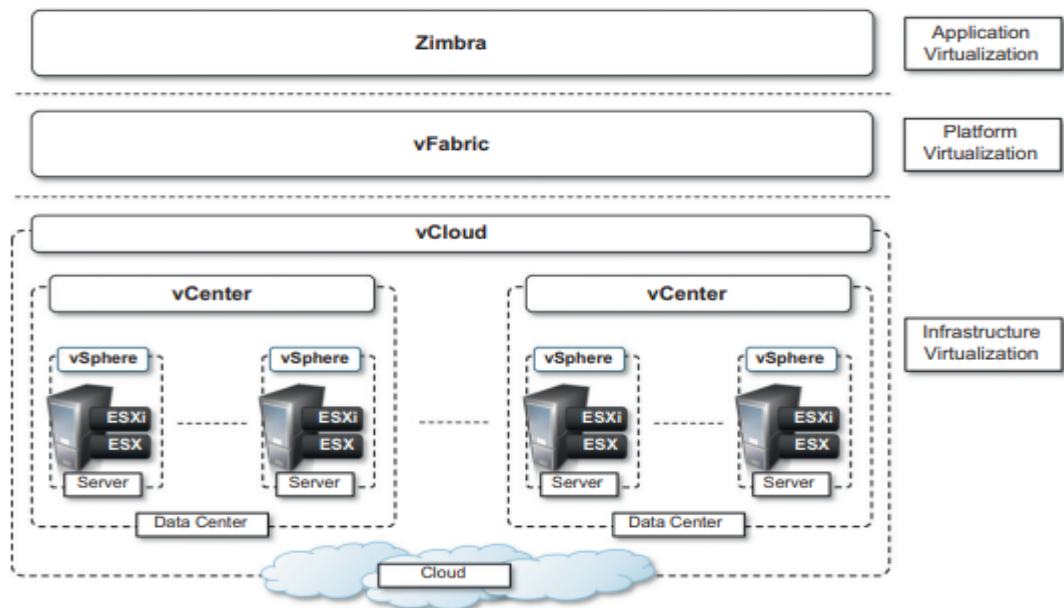 Zimbra
Application
Virtualization
vFabric
Platform
Virtualization
vCloud
vCenter
vCenter
Infrastructure
Virtualization
vSphere
vSphere
vSphere
vSphere
ESXi
ESX
ESXi
ESX
ESXi
ESX
ESXi
ESX
Server
Server
Server
Server
Data Center
Data Center
Cloud